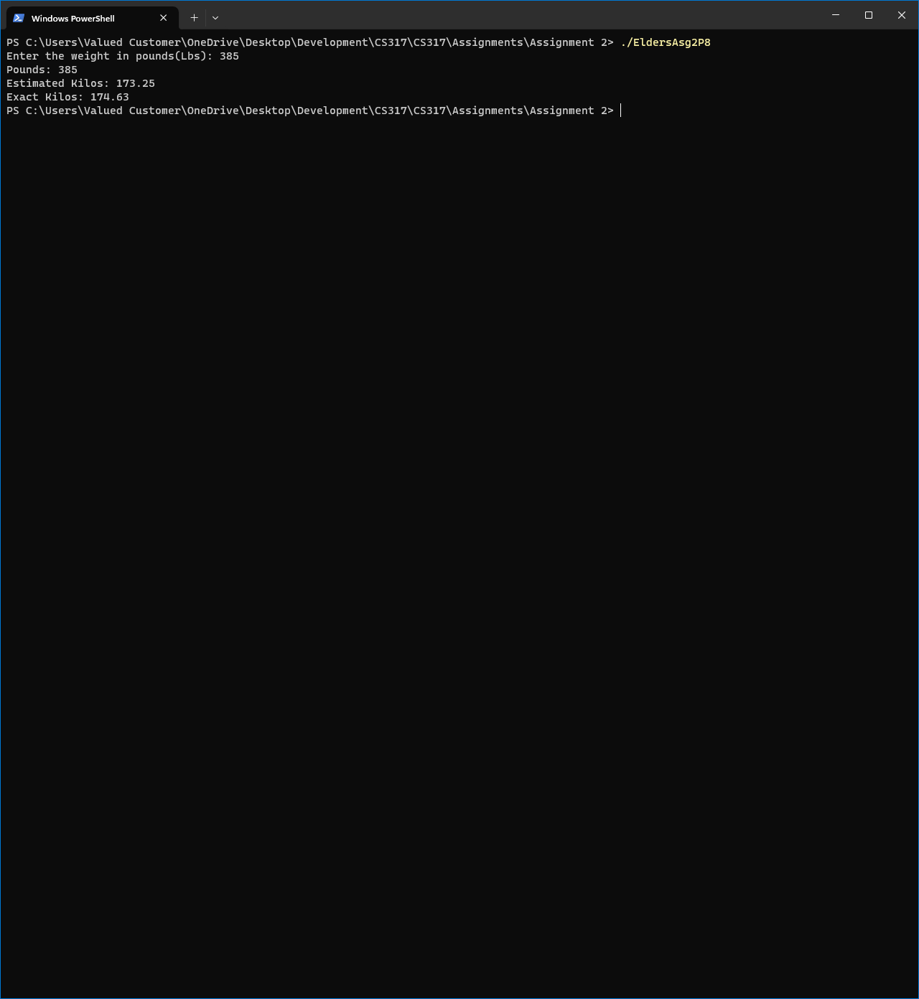 Windows PowerShell
PS C:\Users\Valued Customer\OneDrive\Desktop\Development\CS317\CS317\Assignments\Assignment 2> ./EldersAsg2P8
Enter the weight in pounds(Lbs): 385
Pounds: 385
Estimated Kilos: 173.25
Exact Kilos: 174.63
PS C:\Users\Valued Customer\OneDrive\Desktop\Development\CS317\CS317\Assignments\Assignment 2>